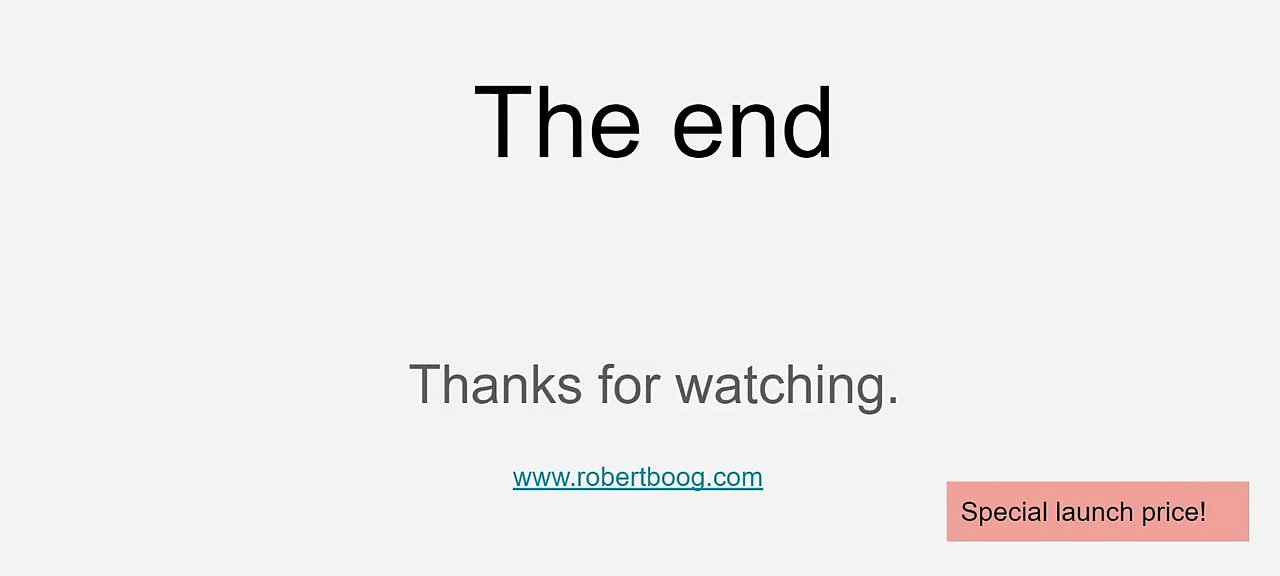 The end
Thanks for watching.
www.robertboog.com
Special launch price!